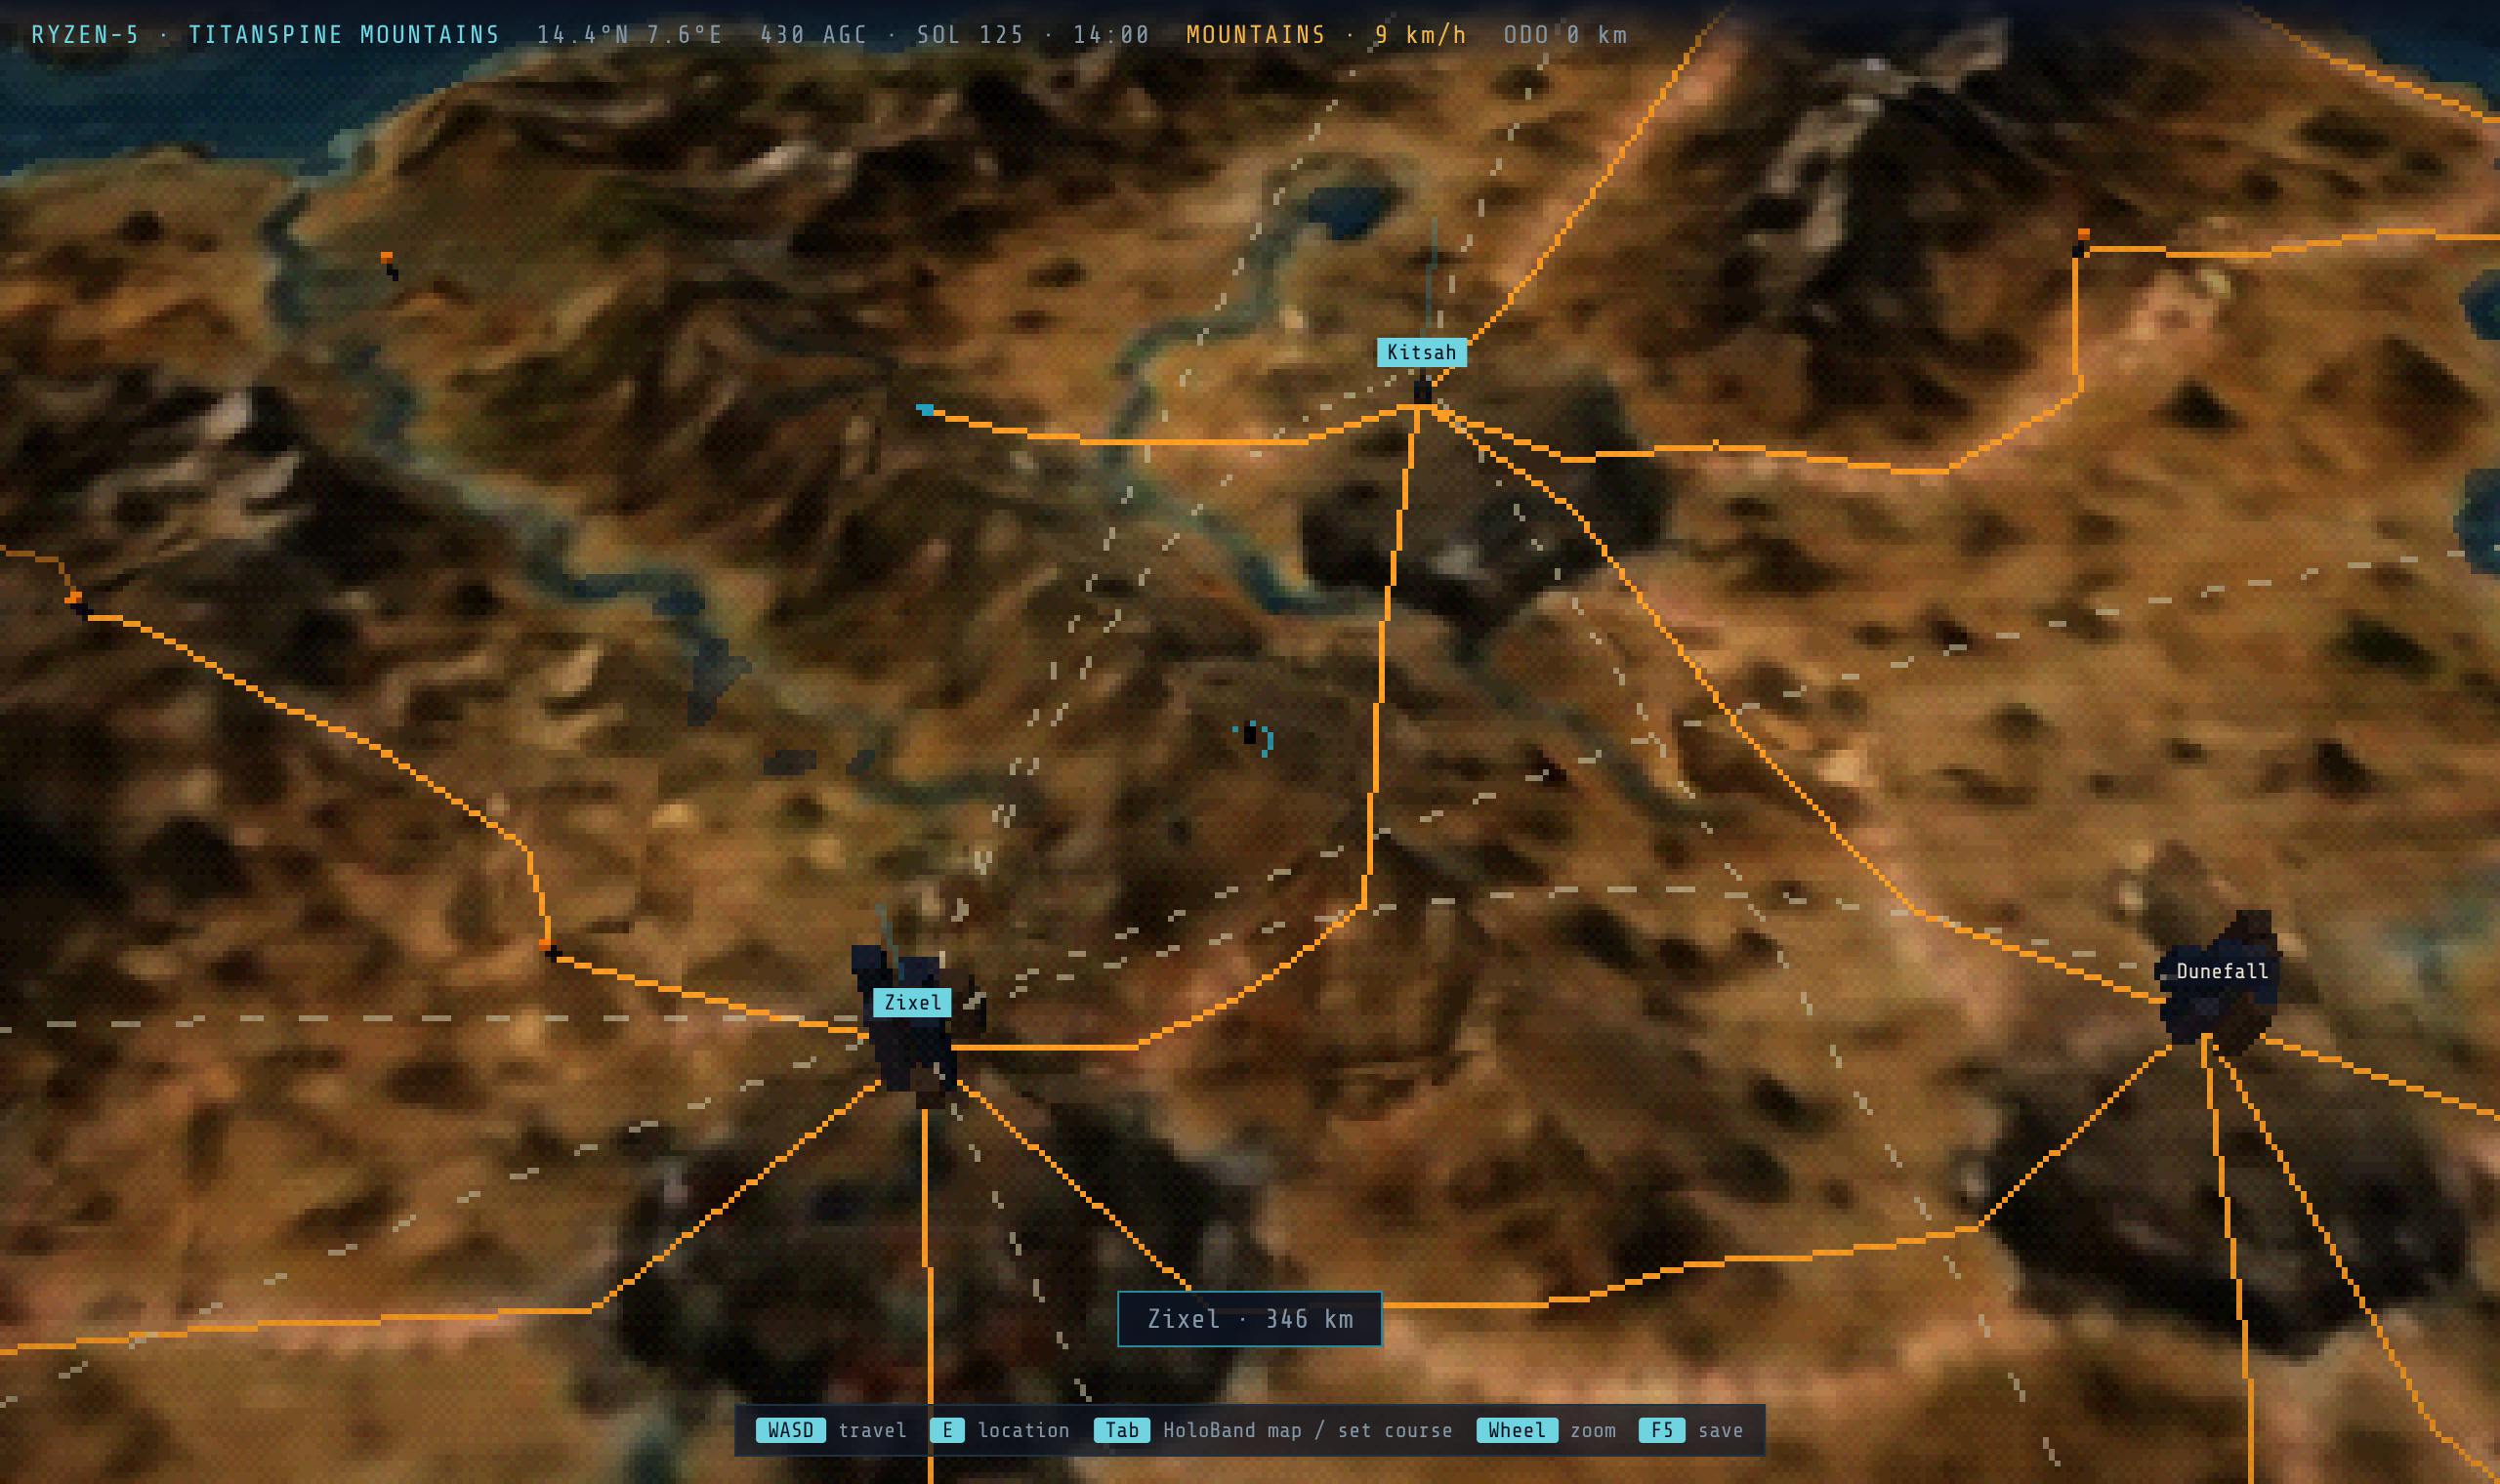 RYZEN-5 · TITANSPINE MOUNTAINS 14.4°N 7.6°E 430 AGC · SOL 125 · 14:00 MOUNTAINS · 9 km/h ODO 0 km
Kitsah
Dunefall
Zixel
Zixel · 346 km
WASD travel E location Tab HoloBand map / set course Wheel zoom F5 save